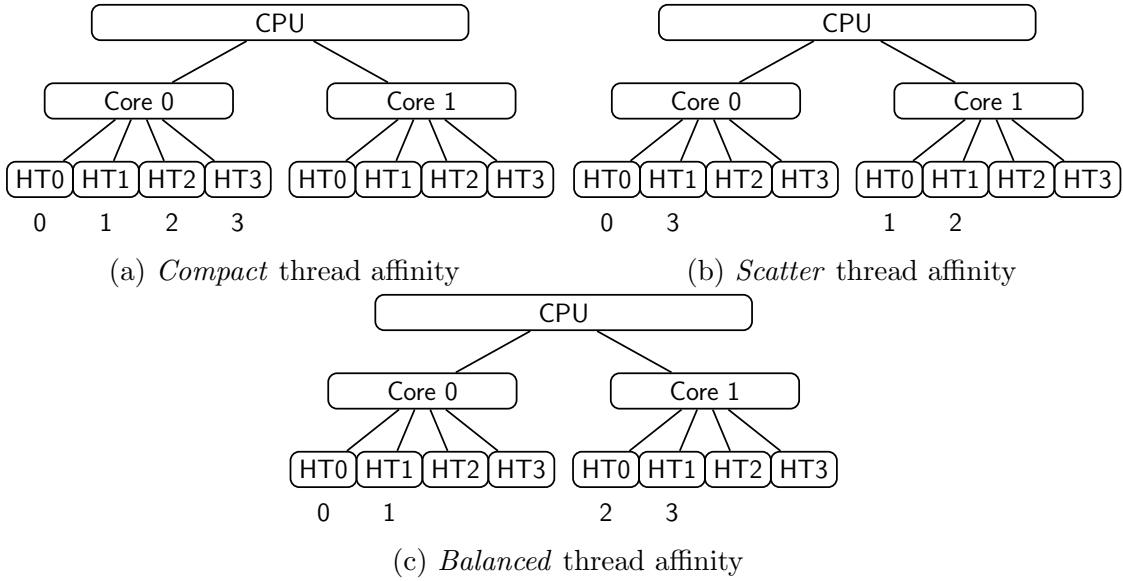 CPU
Core 0 Core 1
HT0 HT1 HT2 HT3 HT0 HT1 HT2 HT3
0 1 2 3
(a) Compact thread affinity
CPU
Core 0 Core 1
HT0 HT1 HT2 HT3 HT0 HT1 HT2 HT3
0 3 1 2
(b) Scatter thread affinity
CPU
Core 0 Core 1
HT0 HT1 HT2 HT3 HT0 HT1 HT2 HT3
0 1 2 3
(c) Balanced thread affinity